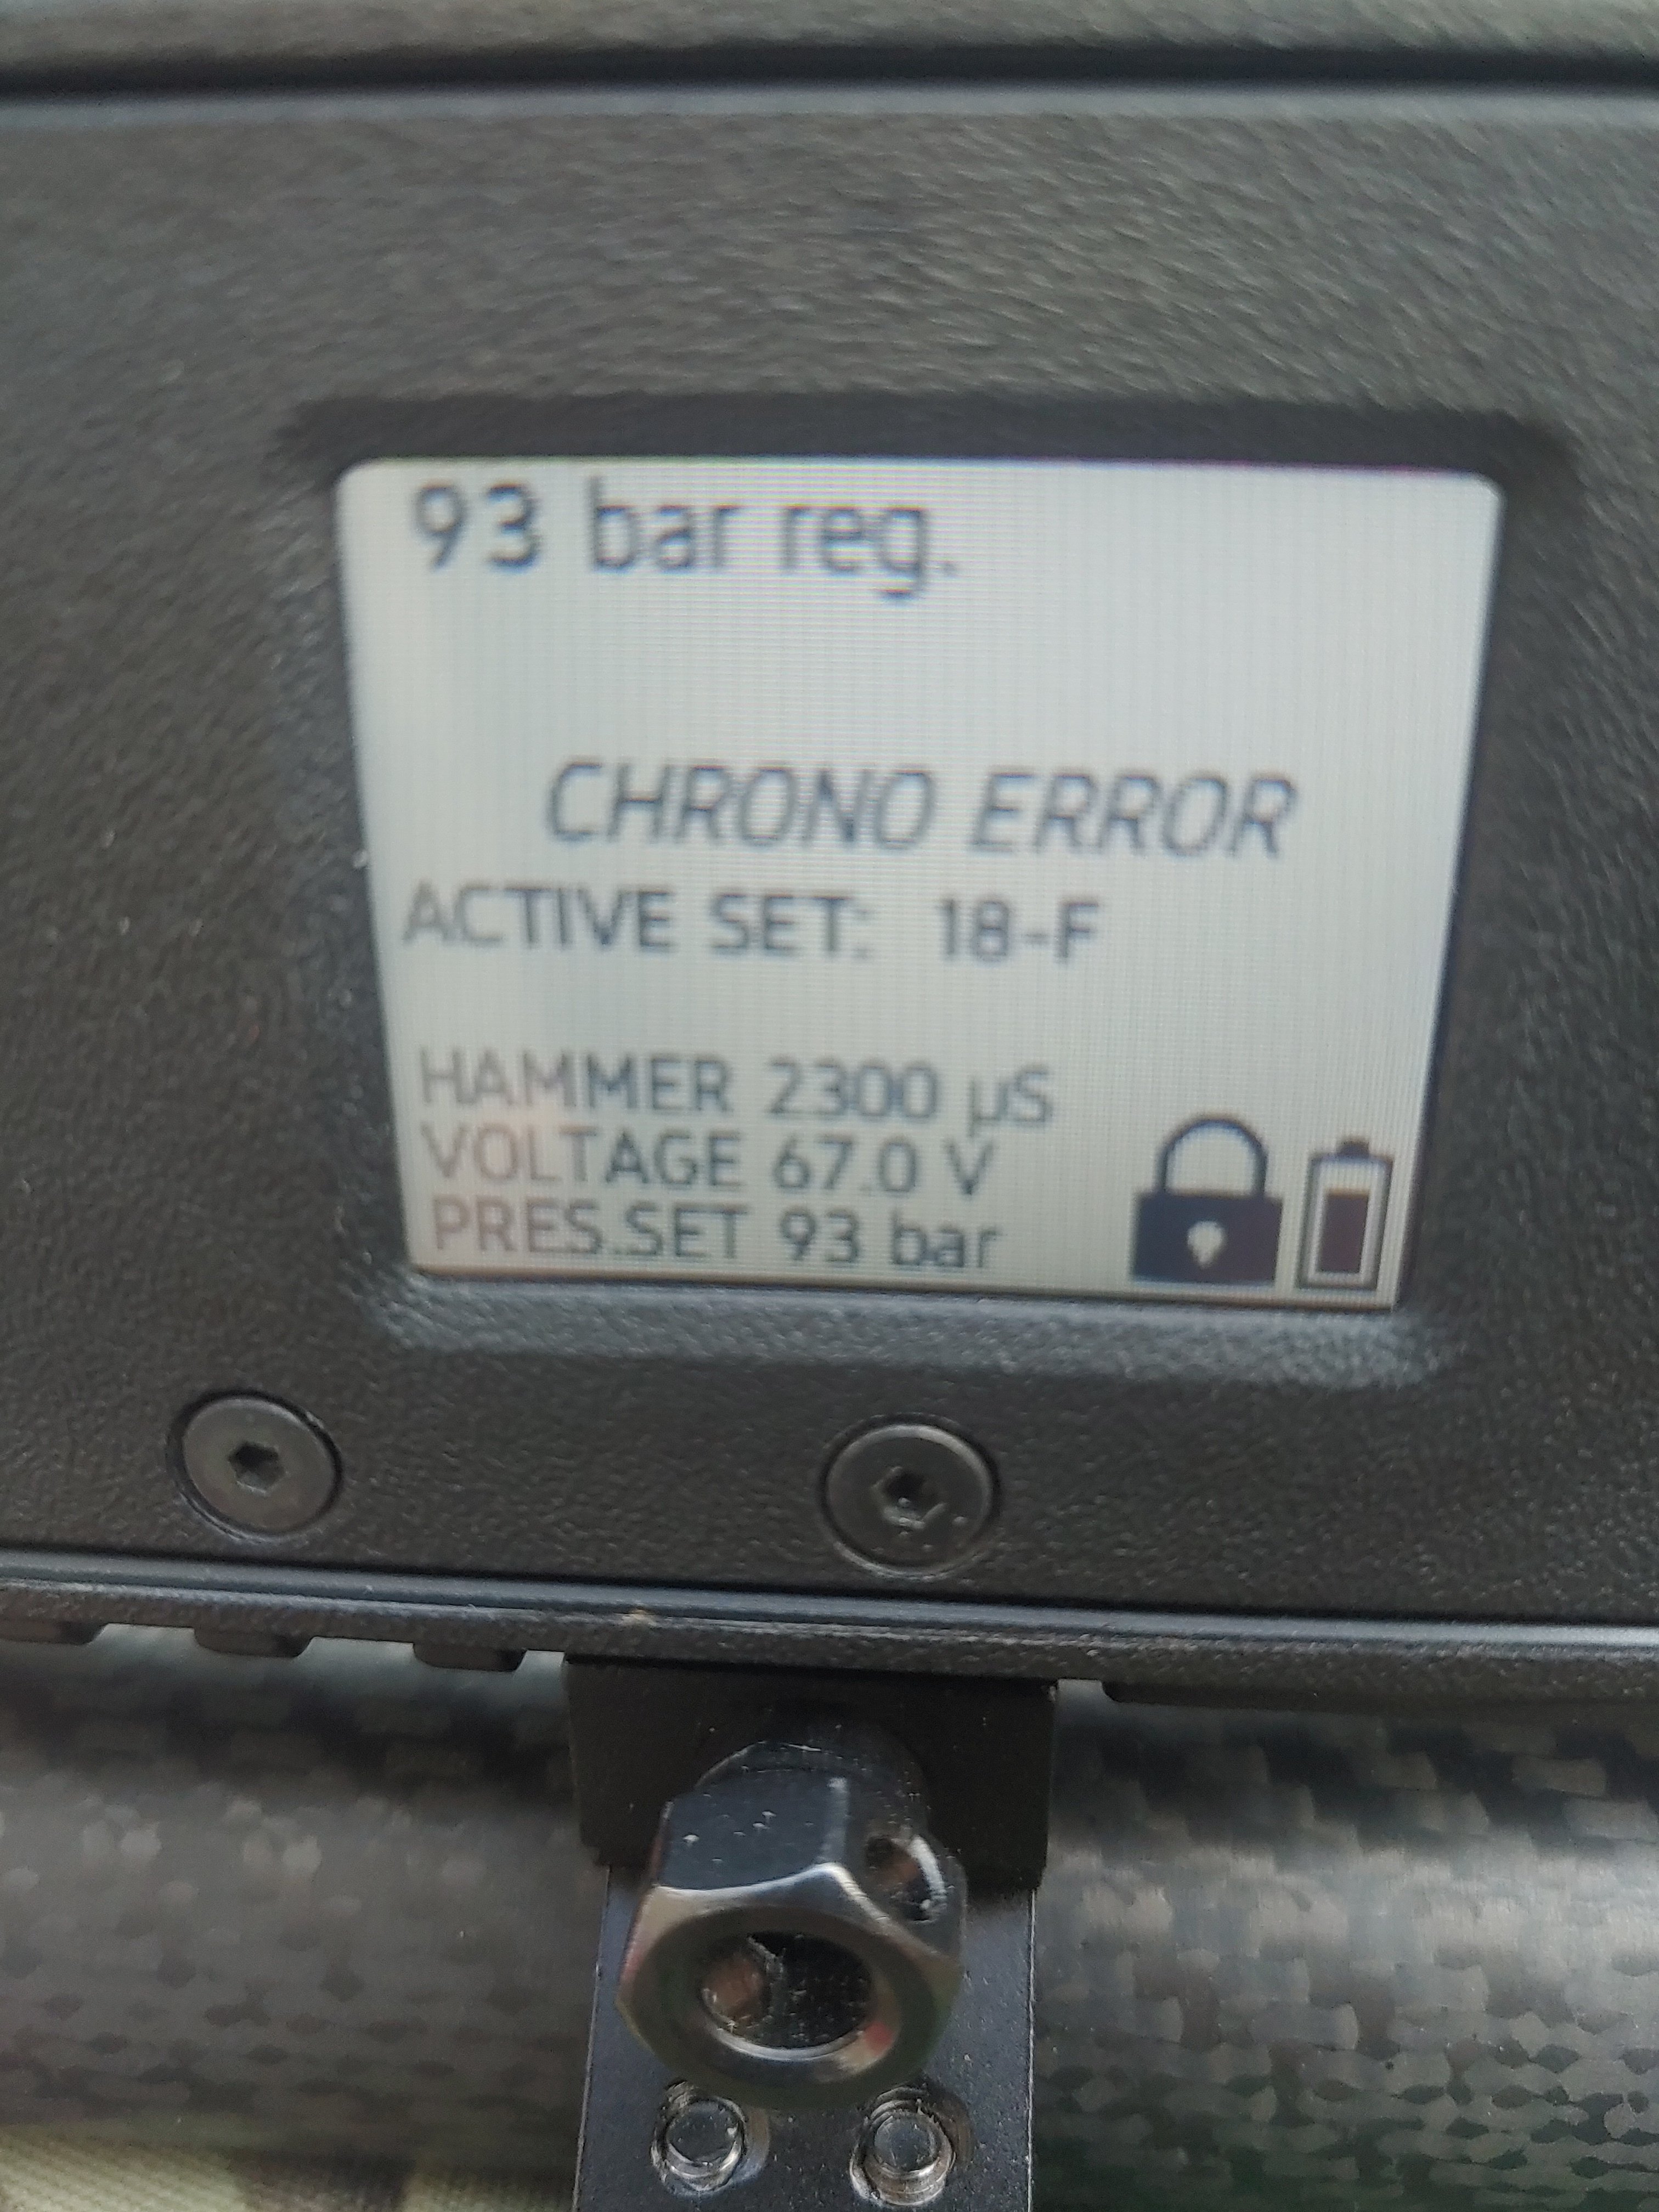 93 bar reg.
CHRONO ERROR
ACTIVE SET: 18-F
HAMMER 2300 µS
VOLTAGE 67.0 V
PRES.SET 93 bar